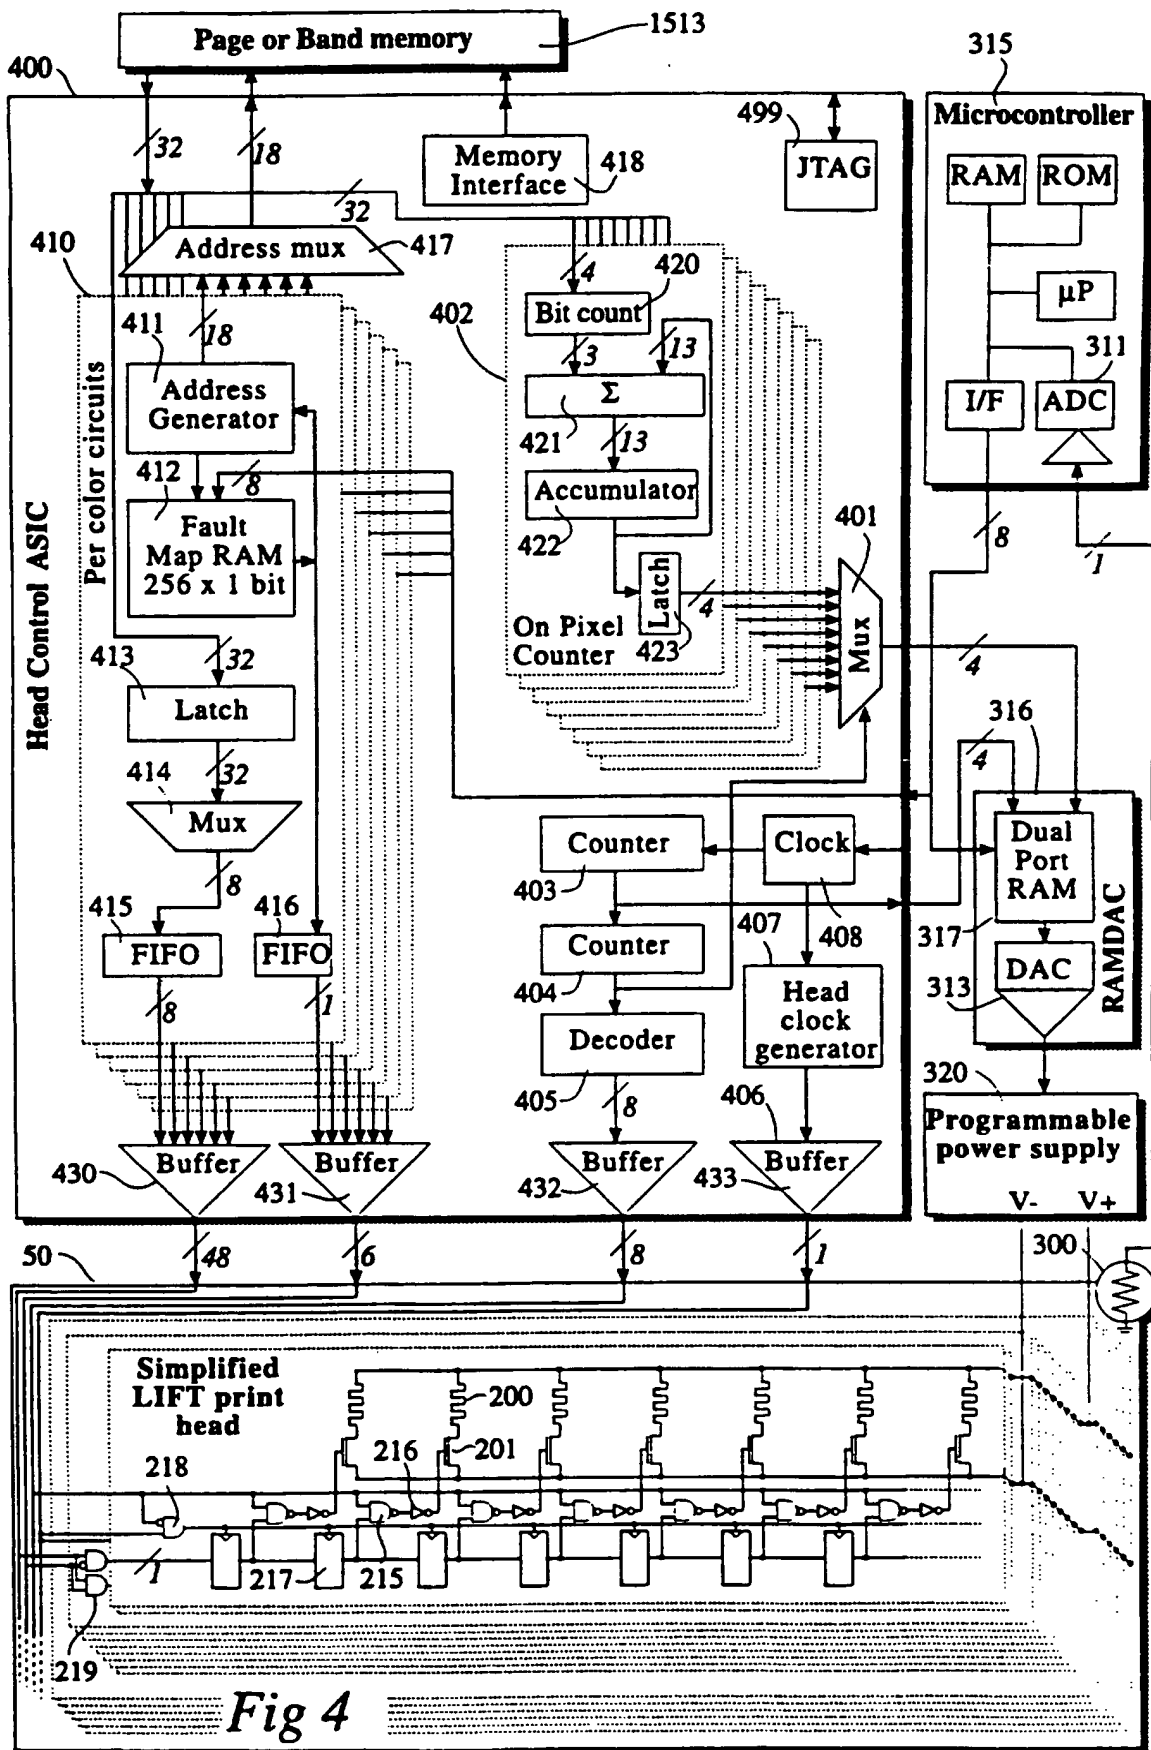 Page or Band memory
1513
400
315
32
18
Memory
Interface
418
499
JTAG
Microcontroller
RAM
ROM
µP
311
I/F
ADC
8
1
32
410
Address mux
417
18
411
Address
Generator
412
8
Fault
Map RAM
256 x 1 bit
Per color circuits
Head Control ASIC
413
32
Latch
414
32
Mux
8
415
FIFO
416
FIFO
8
1
4
420
402
Bit count
3
13
Σ
421
13
Accumulator
422
Latch
4
423
On Pixel
Counter
401
Mux
4
316
4
Dual
Port
RAM
317
DAC
313
RAMDAC
Counter
403
Clock
408
407
Counter
404
Head
clock
generator
Decoder
405
8
406
320
Programmable
power supply
V-
V+
Buffer
430
Buffer
431
Buffer
432
Buffer
433
50
48
6
8
1
300
Simplified
LIFT print
head
200
201
216
218
1
217
215
219
Fig 4